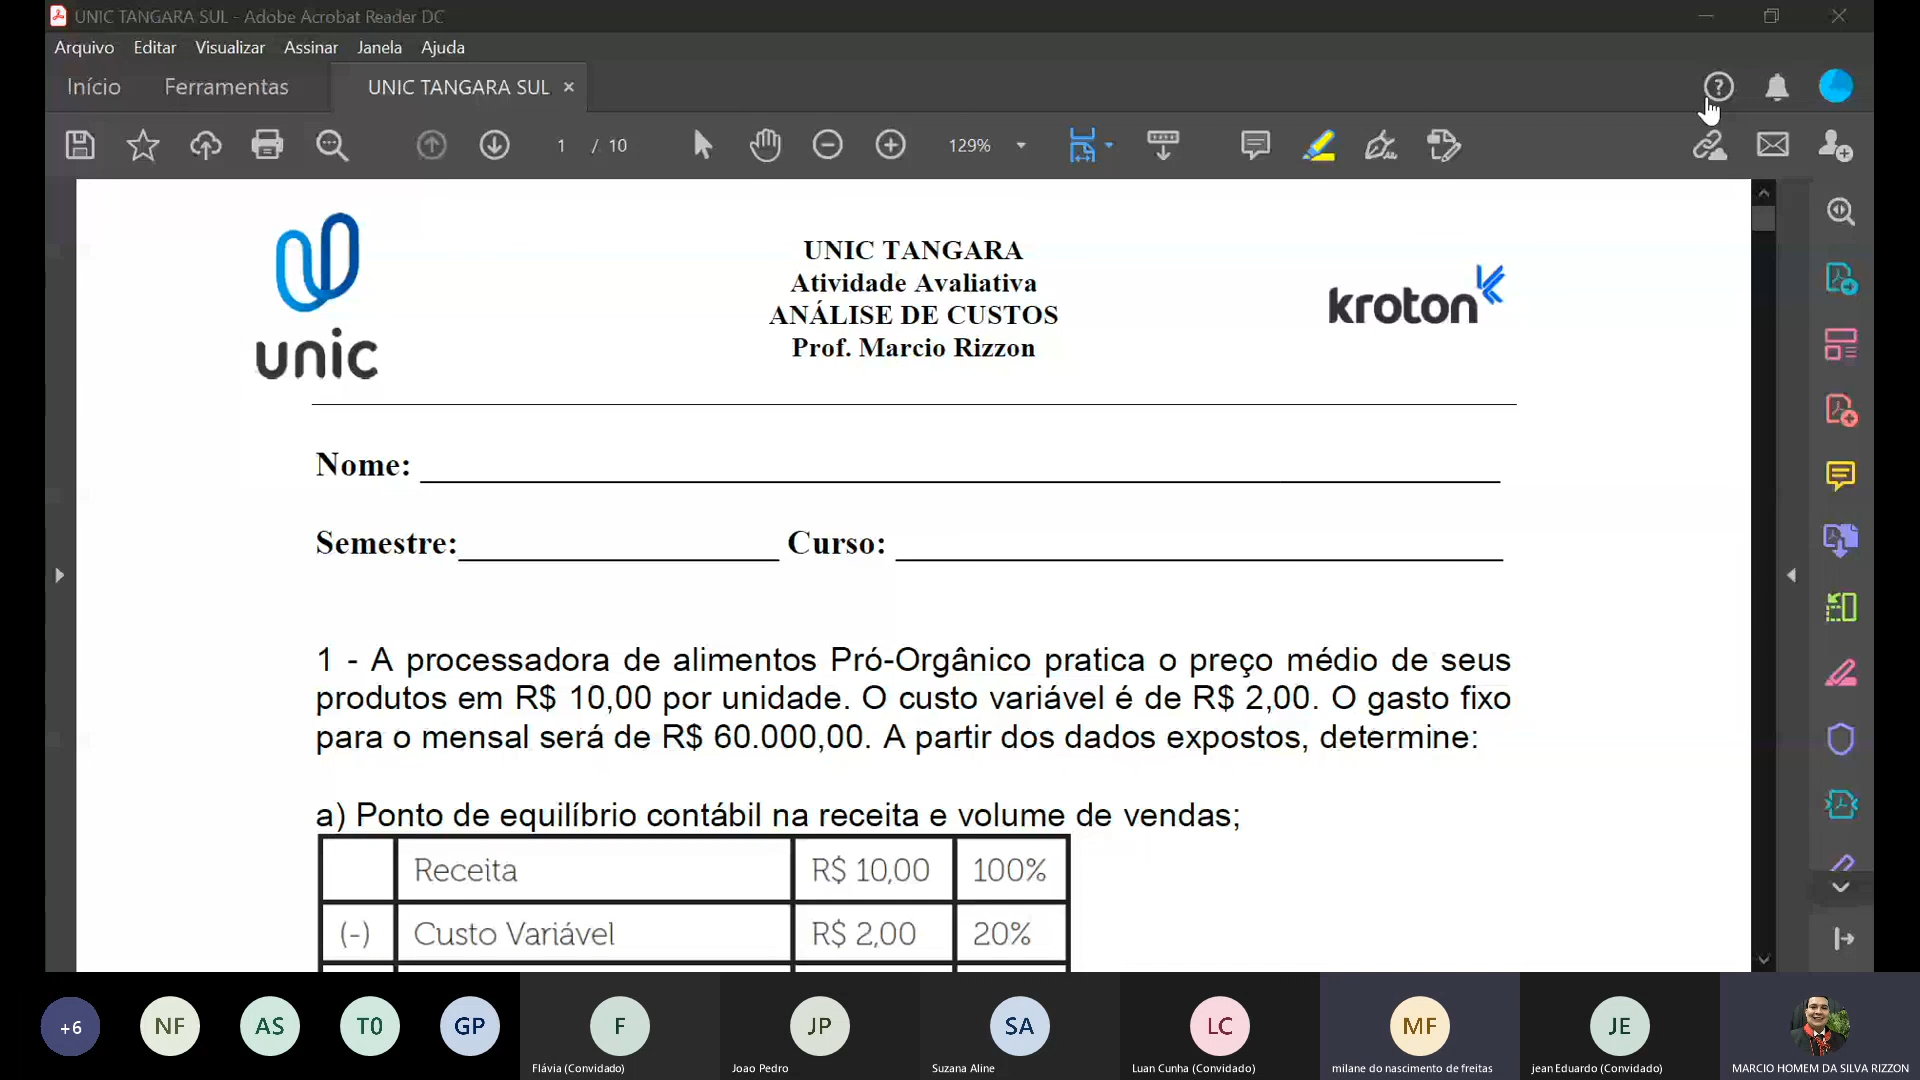 UNIC TANGARA SUL - Adobe Acrobat Reader DC
Arquivo Editar Visualizar Assinar Janela Ajuda
Início Ferramentas UNIC TANGARA SUL ×
1 / 10 129%
unic
UNIC TANGARA
Atividade Avaliativa
ANÁLISE DE CUSTOS
Prof. Marcio Rizzon
kroton
Nome:
Semestre: Curso:
1 - A processadora de alimentos Pró-Orgânico pratica o preço médio de seus
produtos em R$ 10,00 por unidade. O custo variável é de R$ 2,00. O gasto fixo
para o mensal será de R$ 60.000,00. A partir dos dados expostos, determine:
a) Ponto de equilíbrio contábil na receita e volume de vendas;
Receita R$ 10,00 100%
(-) Custo Variável R$ 2,00 20%
+6 NF AS T0 GP F JP SA LC MF JE
Flávia (Convidado) Joao Pedro Suzana Aline Luan Cunha (Convidado) milane do nascimento de freitas jean Eduardo (Convidado) MARCIO HOMEM DA SILVA RIZZON